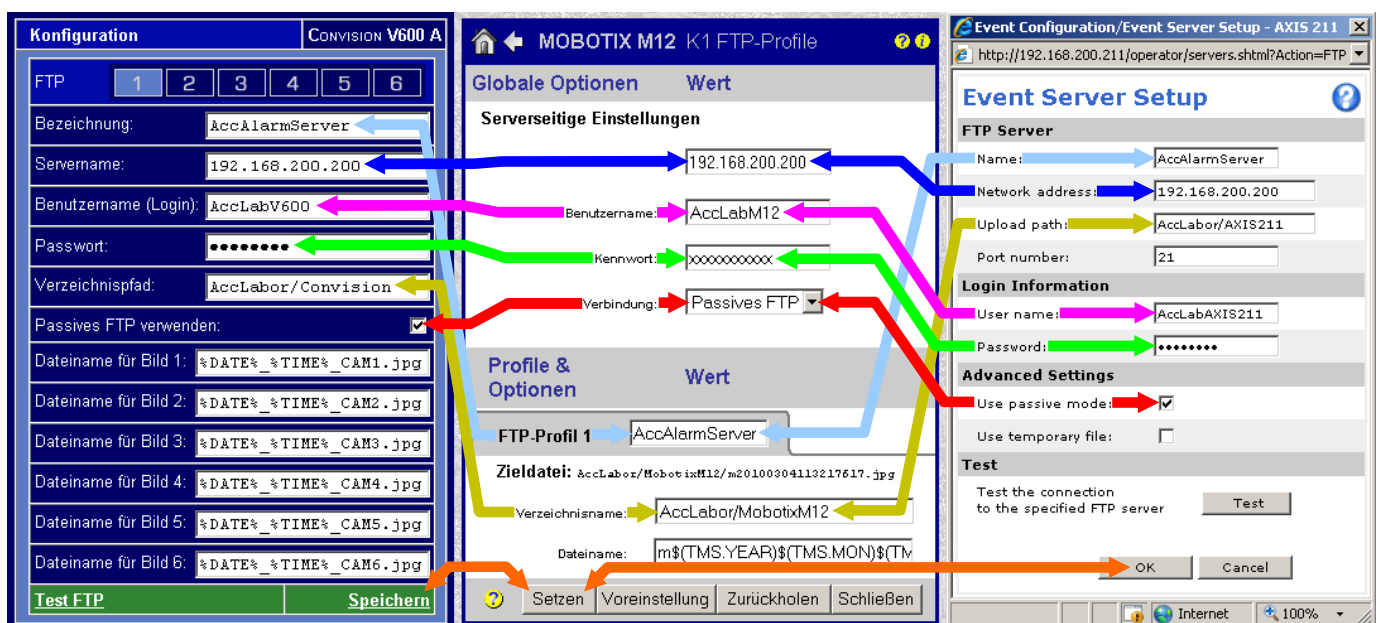 Konfiguration
CONVISION V600 A
FTP 1 2 3 4 5 6
Bezeichnung: AccAlarmServer
Servername: 192.168.200.200
Benutzername (Login): AccLabV600
Passwort: ••••••••
Verzeichnispfad: AccLabor/Convision
Passives FTP verwenden:
Dateiname für Bild 1: %DATE%_%TIME%_CAM1.jpg
Dateiname für Bild 2: %DATE%_%TIME%_CAM2.jpg
Dateiname für Bild 3: %DATE%_%TIME%_CAM3.jpg
Dateiname für Bild 4: %DATE%_%TIME%_CAM4.jpg
Dateiname für Bild 5: %DATE%_%TIME%_CAM5.jpg
Dateiname für Bild 6: %DATE%_%TIME%_CAM6.jpg
Test FTP
Speichern
MOBOTIX M12 K1 FTP-Profile
Globale Optionen Wert
Serverseitige Einstellungen
192.168.200.200
Benutzername: AccLabM12
Kennwort: xxxxxxxxxxx
Verbindung: Passives FTP
Profile &
Optionen
Wert
FTP-Profil 1 AccAlarmServer
Zieldatei: AccLabor/MobotixM12/m20100304113217617.jpg
Verzeichnisname: AccLabor/MobotixM12
Dateiname: m$(TMS.YEAR)$(TMS.MON)$(TM
Setzen Voreinstellung Zurückholen Schließen
Event Configuration/Event Server Setup - AXIS 211
http://192.168.200.211/operator/servers.shtml?Action=FTP
Event Server Setup
FTP Server
Name: AccAlarmServer
Network address: 192.168.200.200
Upload path: AccLabor/AXIS211
Port number: 21
Login Information
User name: AccLabAXIS211
Password: ••••••••
Advanced Settings
Use passive mode:
Use temporary file:
Test
Test the connection
to the specified FTP server
Test
OK Cancel
Internet 100%